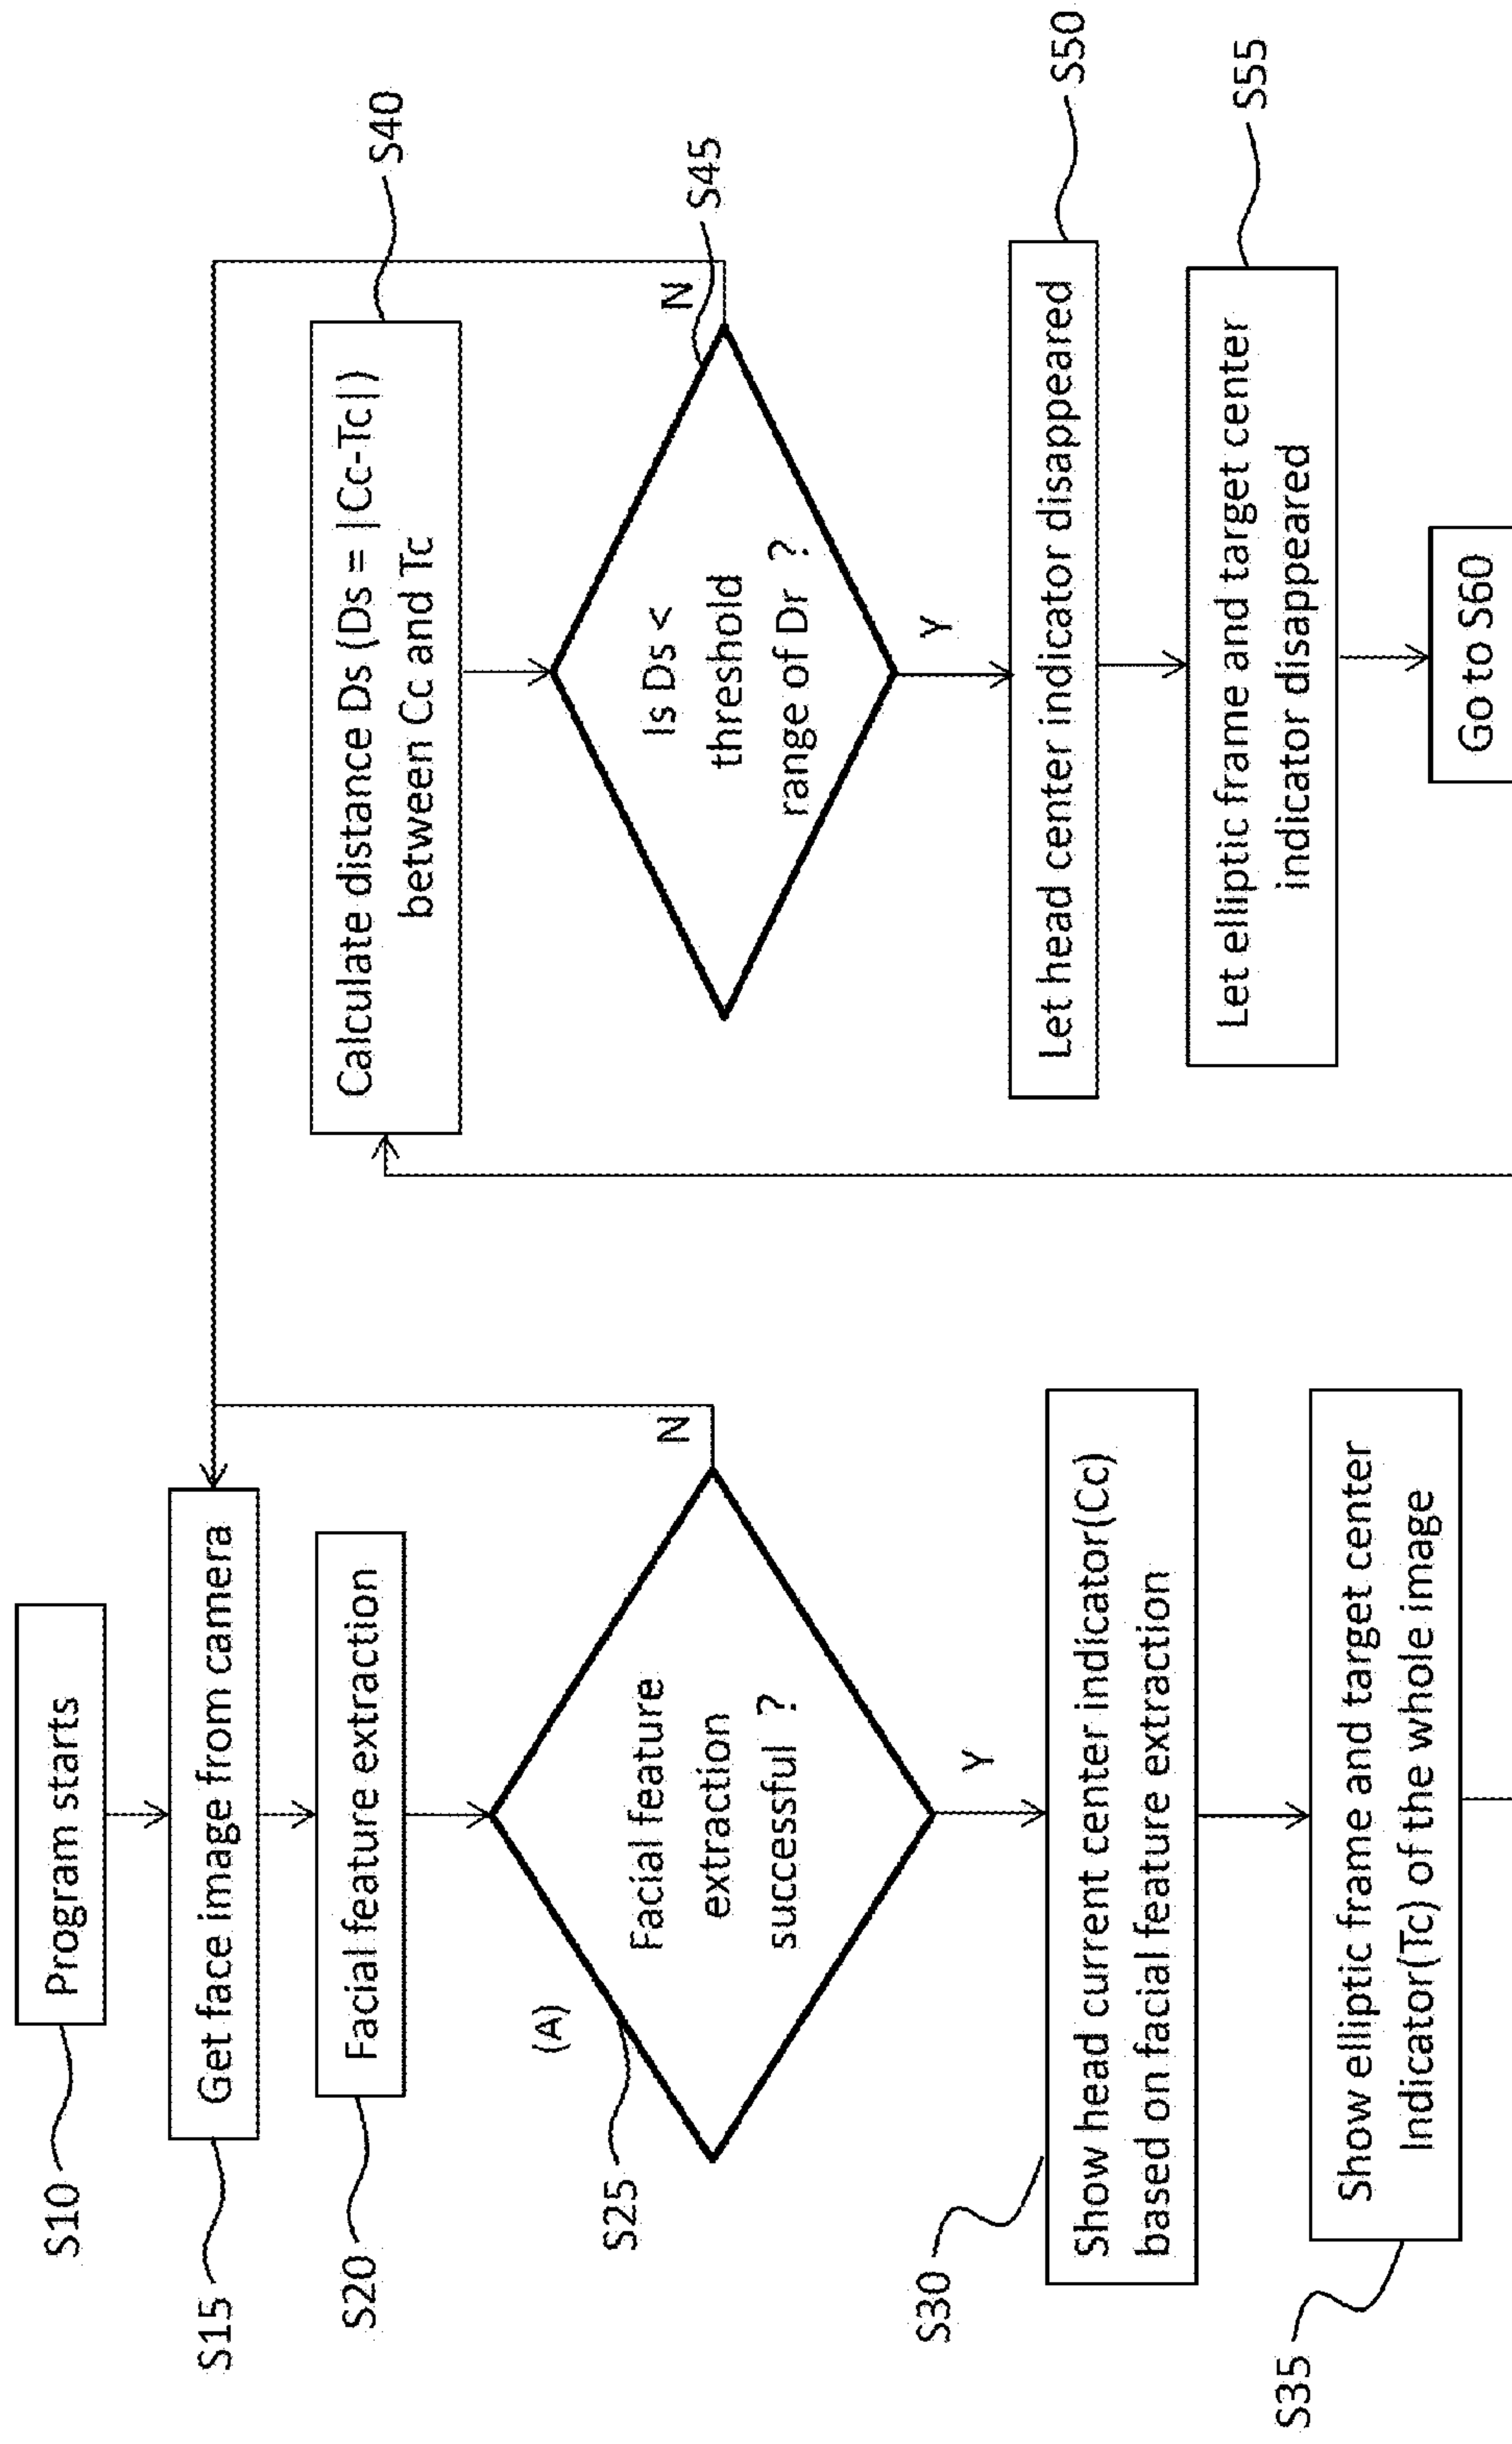 S10
Program starts
S15
Get face image from camera
S20
Facial feature extraction
(A)
S25
Facial feature
extraction
successful ?
N
Y
S30
Show head current center indicator(Cc)
based on facial feature extraction
S35
Show elliptic frame and target center
Indicator(Tc) of the whole image
S40
Calculate distance Ds (Ds = |Cc-Tc|)
between Cc and Tc
S45
Is Ds <
threshold
range of Dr ?
N
Y
S50
Let head center indicator disappeared
S55
Let elliptic frame and target center
indicator disappeared
Go to S60